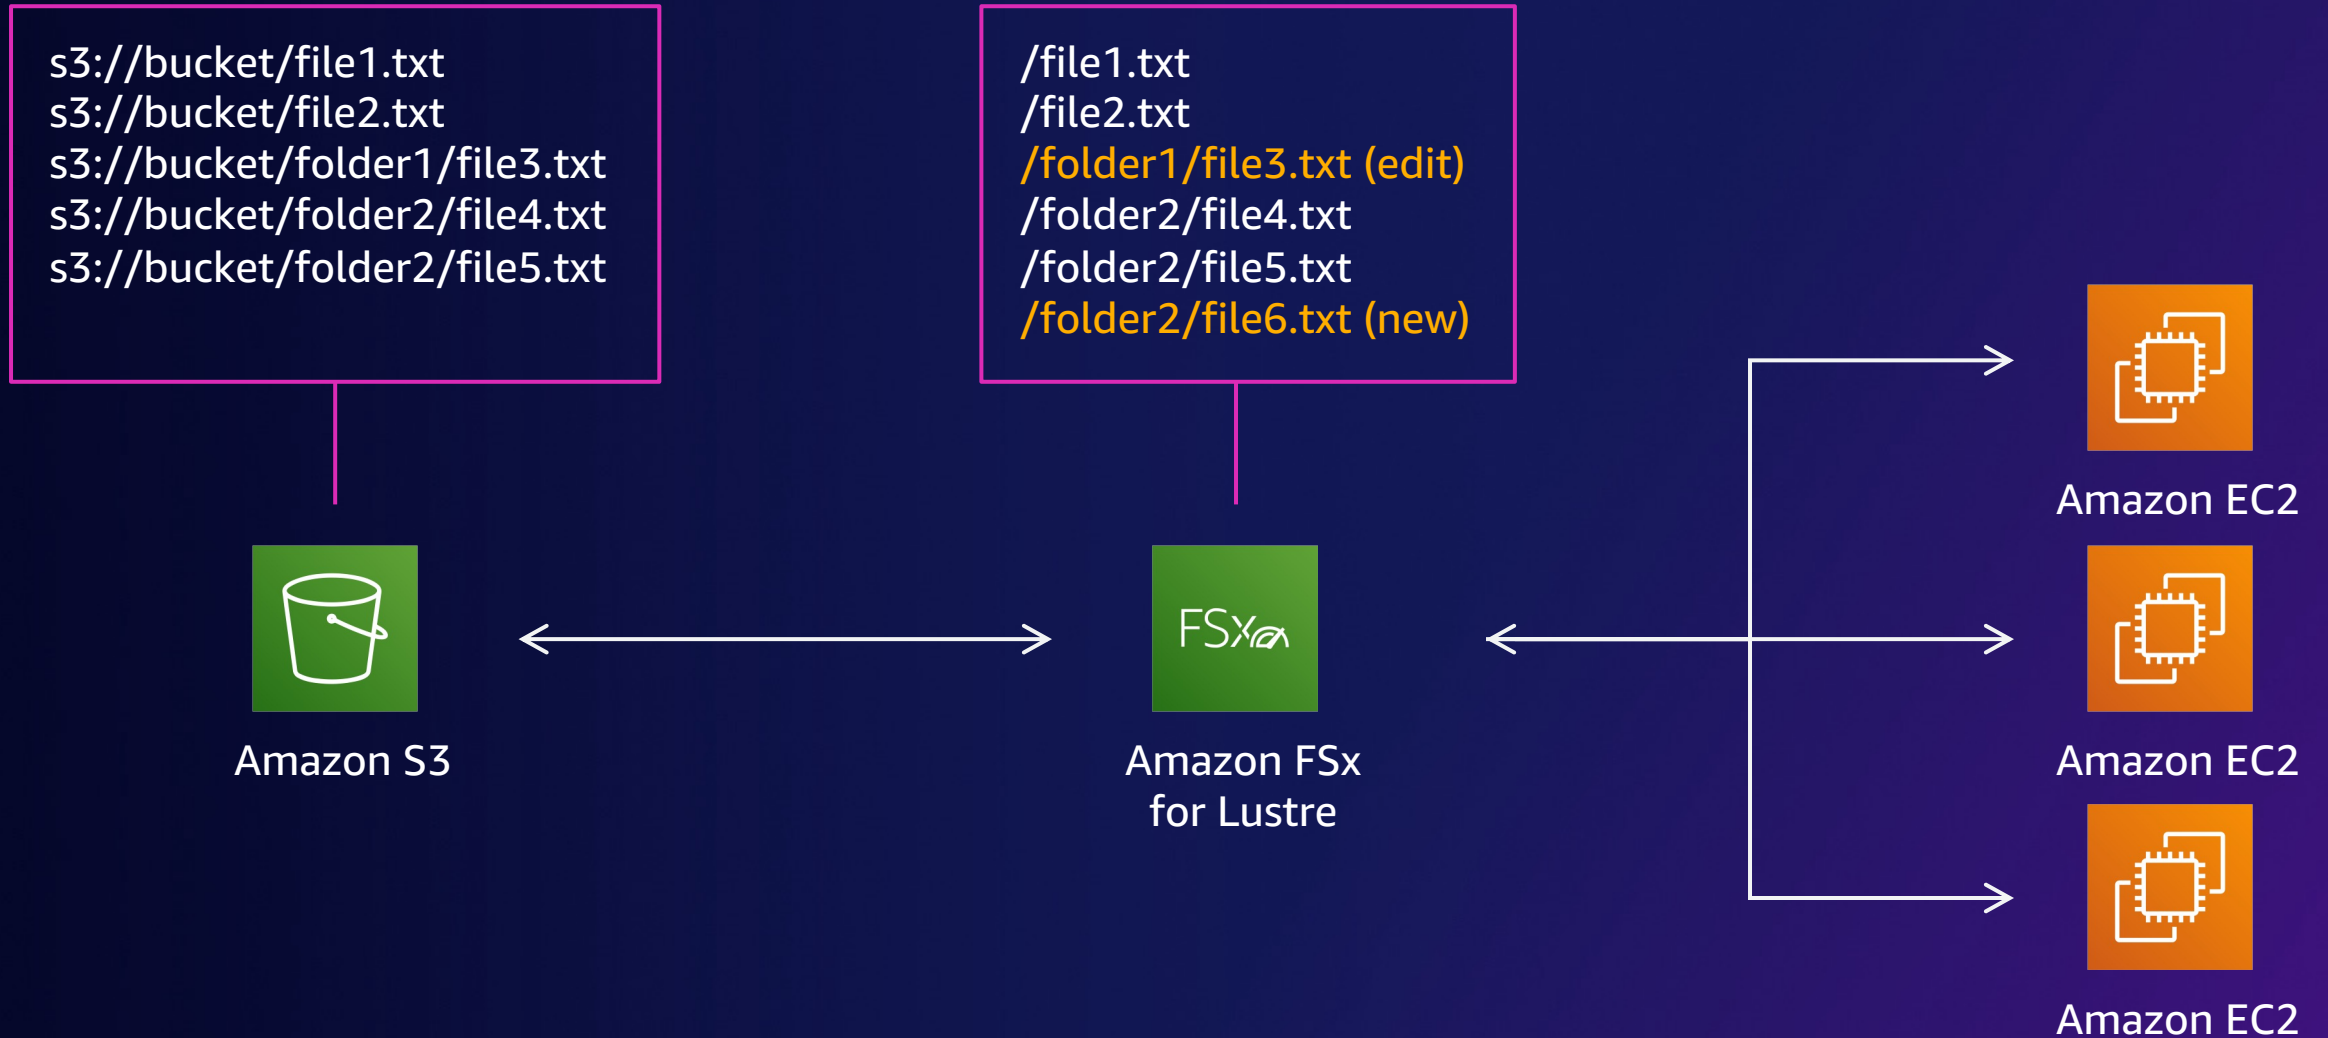 s3://bucket/file1.txt
s3://bucket/file2.txt
s3://bucket/folder1/file3.txt
s3://bucket/folder2/file4.txt
s3://bucket/folder2/file5.txt
/file1.txt
/file2.txt
/folder1/file3.txt (edit)
/folder2/file4.txt
/folder2/file5.txt
/folder2/file6.txt (new)
Amazon EC2
FSx
Amazon S3
Amazon FSx
for Lustre
Amazon EC2
Amazon EC2